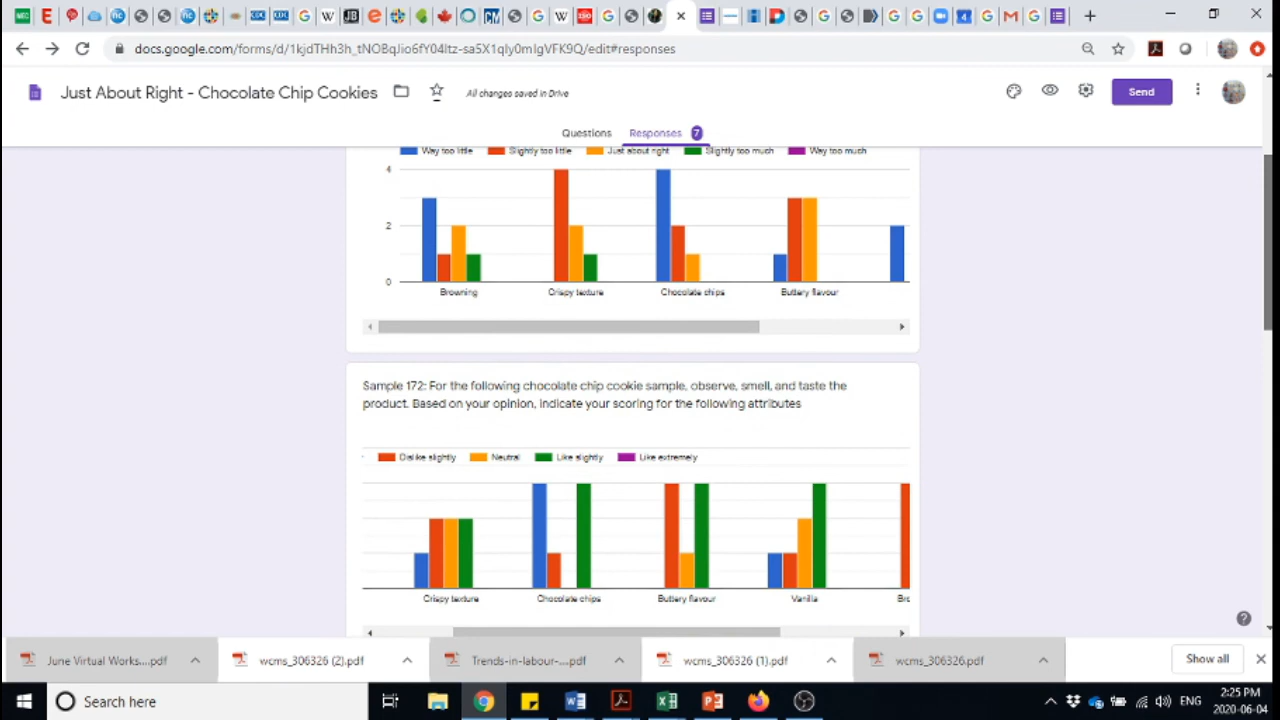 docs.google.com/forms/d/1kjdTHh3h_tNOBqJio6fY04ltz-sa5X1qIy0mIgVFK9Q/edit#responses
Just About Right - Chocolate Chip Cookies
All changes saved in Drive
Send
Questions
Responses 7
Way too little
Slightly too little
Just about right
Slightly too much
Way too much
4
2
0
Browning
Crispy texture
Chocolate chips
Buttery flavour
Sample 172: For the following chocolate chip cookie sample, observe, smell, and taste the
product. Based on your opinion, indicate your scoring for the following attributes
Dislike slightly
Neutral
Like slightly
Like extremely
Crispy texture
Chocolate chips
Buttery flavour
Vanilla
Brc
June Virtual Works....pdf
wcms_306326 (2).pdf
Trends-in-labour-....pdf
wcms_306326 (1).pdf
wcms_306326.pdf
Show all
Search here
ENG
2:25 PM
2020-06-04